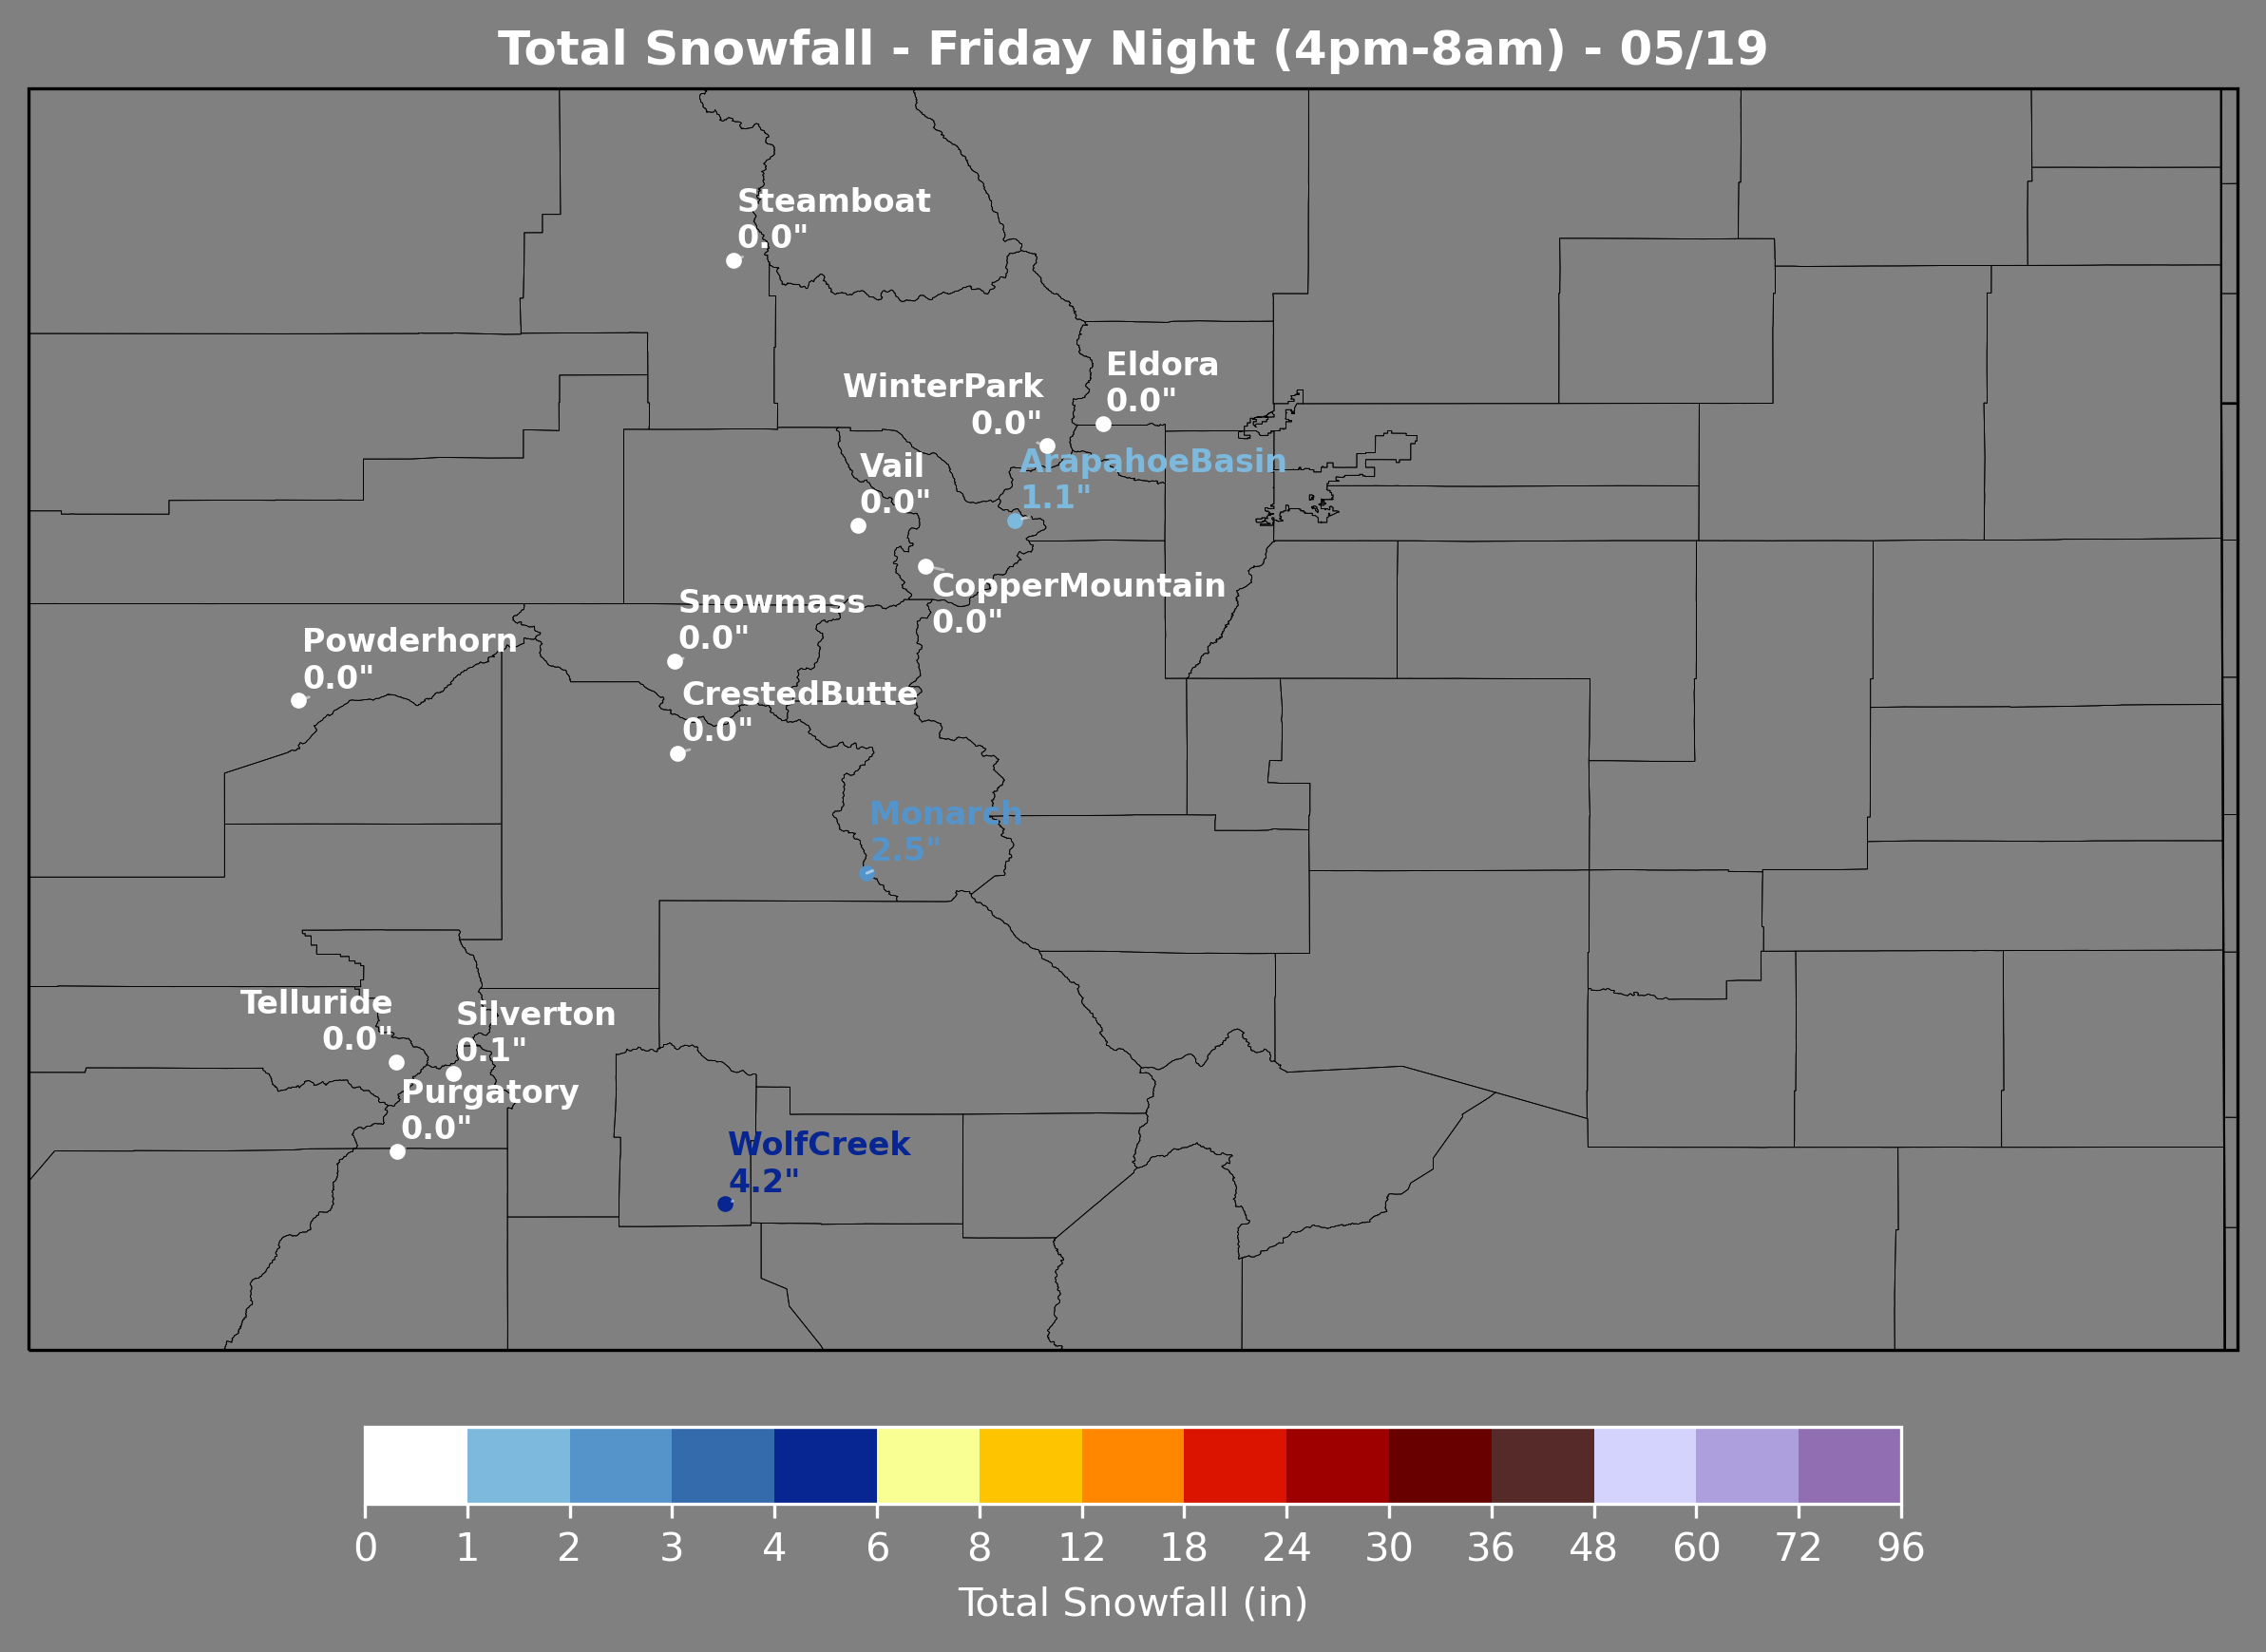 Total Snowfall - Friday Night (4pm-8am) - 05/19
Steamboat
0.0"
Eldora
0.0"
WinterPark
0.0"
ArapahoeBasin
1.1"
Vail
0.0"
CopperMountain
0.0"
Snowmass
0.0"
Powderhorn
0.0"
CrestedButte
0.0"
Monarch
2.5"
Telluride
0.0"
Silverton
0.1"
Purgatory
0.0"
WolfCreek
4.2"
0 1 2 3 4 6 8 12 18 24 30 36 48 60 72 96
Total Snowfall (in)